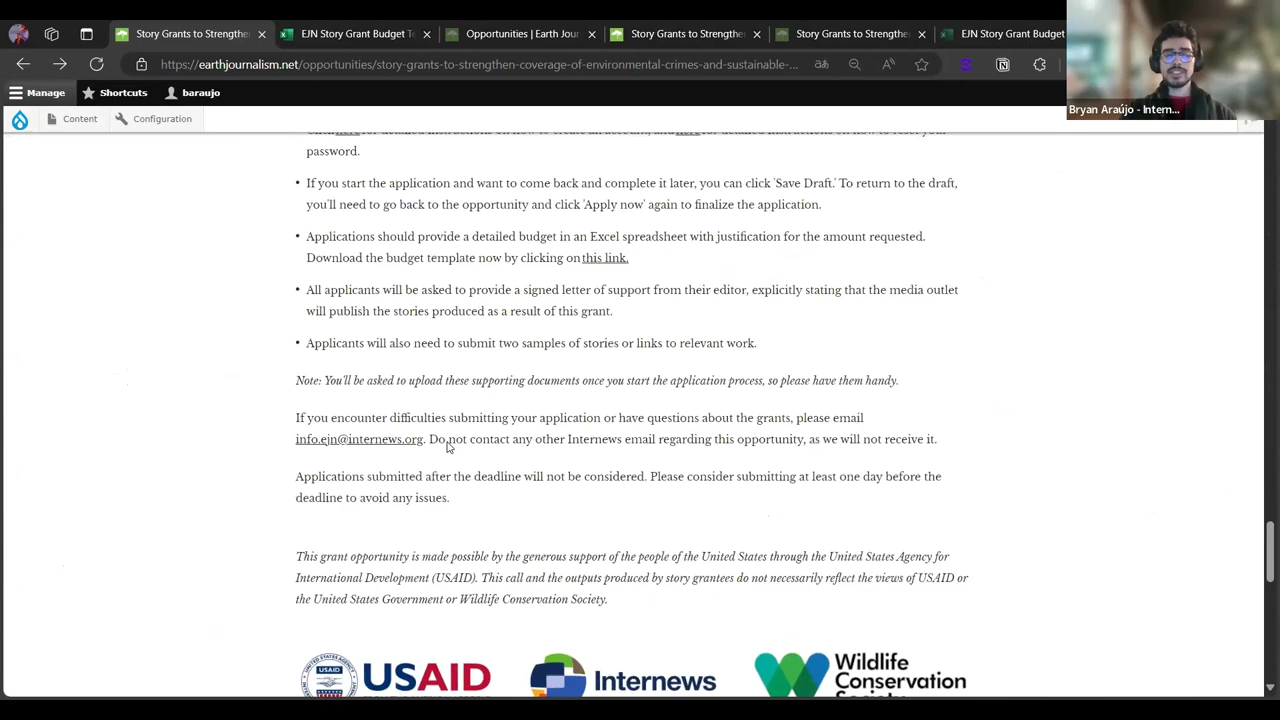 Story Grants to Strengthe
EJN Story Grant Budget Te
Opportunities | Earth Jour
Story Grants to Strengthe
Story Grants to Strengthe
EJN Story Grant Budget
https://earthjournalism.net/opportunities/story-grants-to-strengthen-coverage-of-environmental-crimes-and-sustainable-...
Bryan Araújo - Intern...
Manage
Shortcuts
baraujo
Content
Configuration
Click here for detailed instructions on how to create an account, and here for detailed instructions on how to reset your
password.
• If you start the application and want to come back and complete it later, you can click 'Save Draft.' To return to the draft,
you'll need to go back to the opportunity and click 'Apply now' again to finalize the application.
• Applications should provide a detailed budget in an Excel spreadsheet with justification for the amount requested.
Download the budget template now by clicking on this link.
• All applicants will be asked to provide a signed letter of support from their editor, explicitly stating that the media outlet
will publish the stories produced as a result of this grant.
• Applicants will also need to submit two samples of stories or links to relevant work.
Note: You'll be asked to upload these supporting documents once you start the application process, so please have them handy.
If you encounter difficulties submitting your application or have questions about the grants, please email
info.ejn@internews.org. Do not contact any other Internews email regarding this opportunity, as we will not receive it.
Applications submitted after the deadline will not be considered. Please consider submitting at least one day before the
deadline to avoid any issues.
This grant opportunity is made possible by the generous support of the people of the United States through the United States Agency for
International Development (USAID). This call and the outputs produced by story grantees do not necessarily reflect the views of USAID or
the United States Government or Wildlife Conservation Society.
USAID
USAID
Internews
Wildlife
Conservation
Society